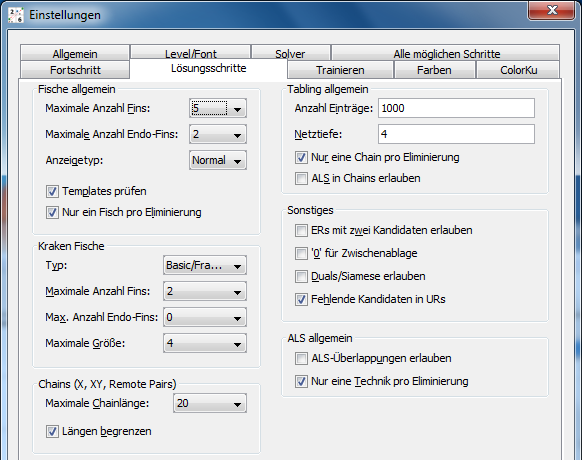 Einstellungen
Allgemein Level/Font Solver Alle möglichen Schritte
Fortschritt Lösungsschritte Trainieren Farben ColorKu
Fische allgemein
Maximale Anzahl Fins: 5
Maximale Anzahl Endo-Fins: 2
Anzeigetyp: Normal
Templates prüfen
Nur ein Fisch pro Eliminierung
Kraken Fische
Typ: Basic/Fra...
Maximale Anzahl Fins: 2
Max. Anzahl Endo-Fins: 0
Maximale Größe: 4
Chains (X, XY, Remote Pairs)
Maximale Chainlänge: 20
Längen begrenzen
Tabling allgemein
Anzahl Einträge: 1000
Netztiefe: 4
Nur eine Chain pro Eliminierung
ALS in Chains erlauben
Sonstiges
ERs mit zwei Kandidaten erlauben
'0' für Zwischenablage
Duals/Siamese erlauben
Fehlende Kandidaten in URs
ALS allgemein
ALS-Überlappungen erlauben
Nur eine Technik pro Eliminierung